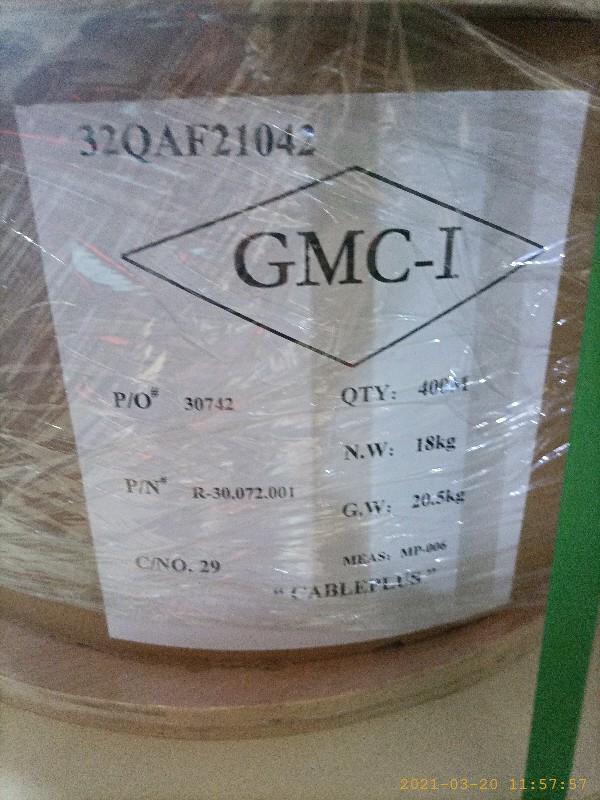 32QAF21042
GMC-I
P/O# 30742
QTY: 400M
N.W: 18kg
P/N# R-30.072.001
G.W: 20.5kg
C/NO. 29
MEAS: MP-006
“CABLEPLUS”
2021-03-20 11:57:57